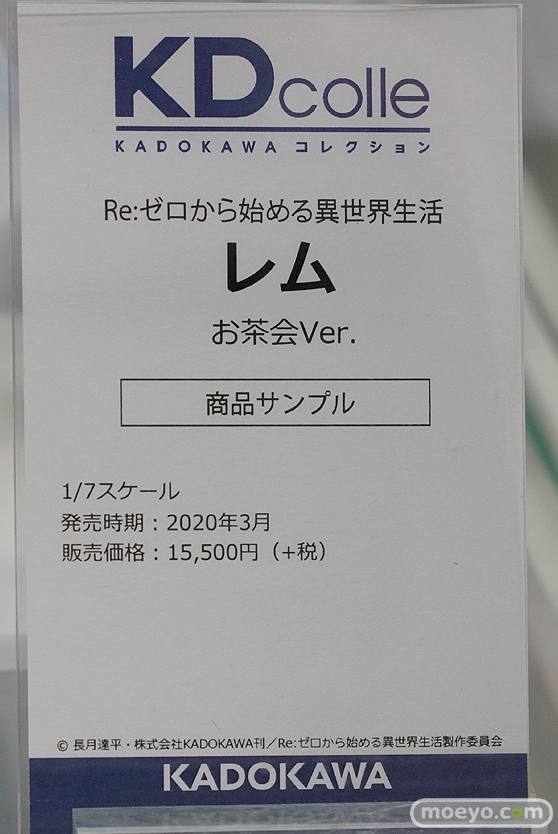 KDcolle
KADOKAWA コレクション
Re:ゼロから始める異世界生活
レム
お茶会Ver.
商品サンプル
1/7スケール
発売時期：2020年3月
販売価格：15,500円（+税）
© 長月達平・株式会社KADOKAWA刊／Re:ゼロから始める異世界生活製作委員会
KADOKAWA
moeyo.com